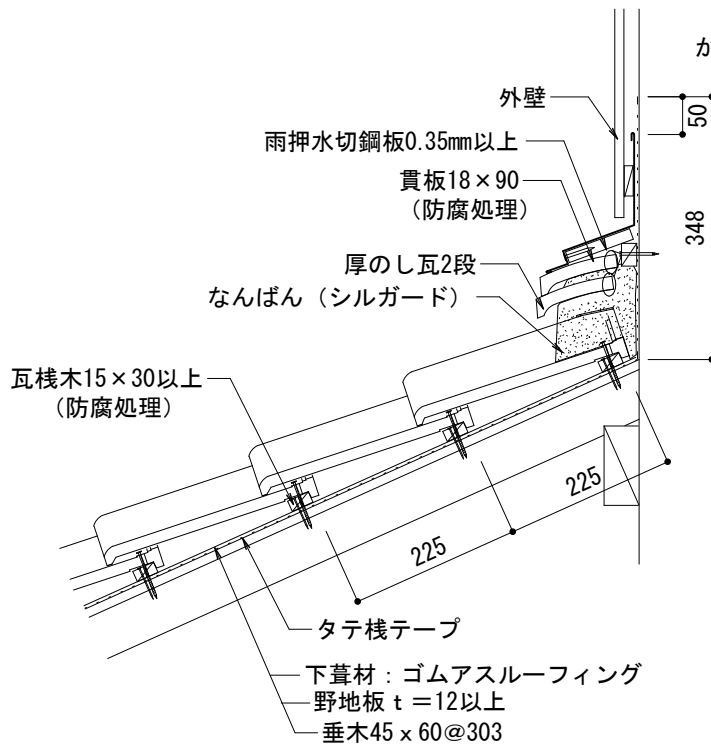 か
外壁
50
雨押水切鋼板0.35mm以上
貫板18×90
（防腐処理）
348
厚のし瓦2段
なんばん（シルガード）
瓦桟木15×30以上
（防腐処理）
225
225
タテ桟テープ
下葺材：ゴムアスルーフィング
野地板ｔ＝12以上
垂木45ｘ60@303